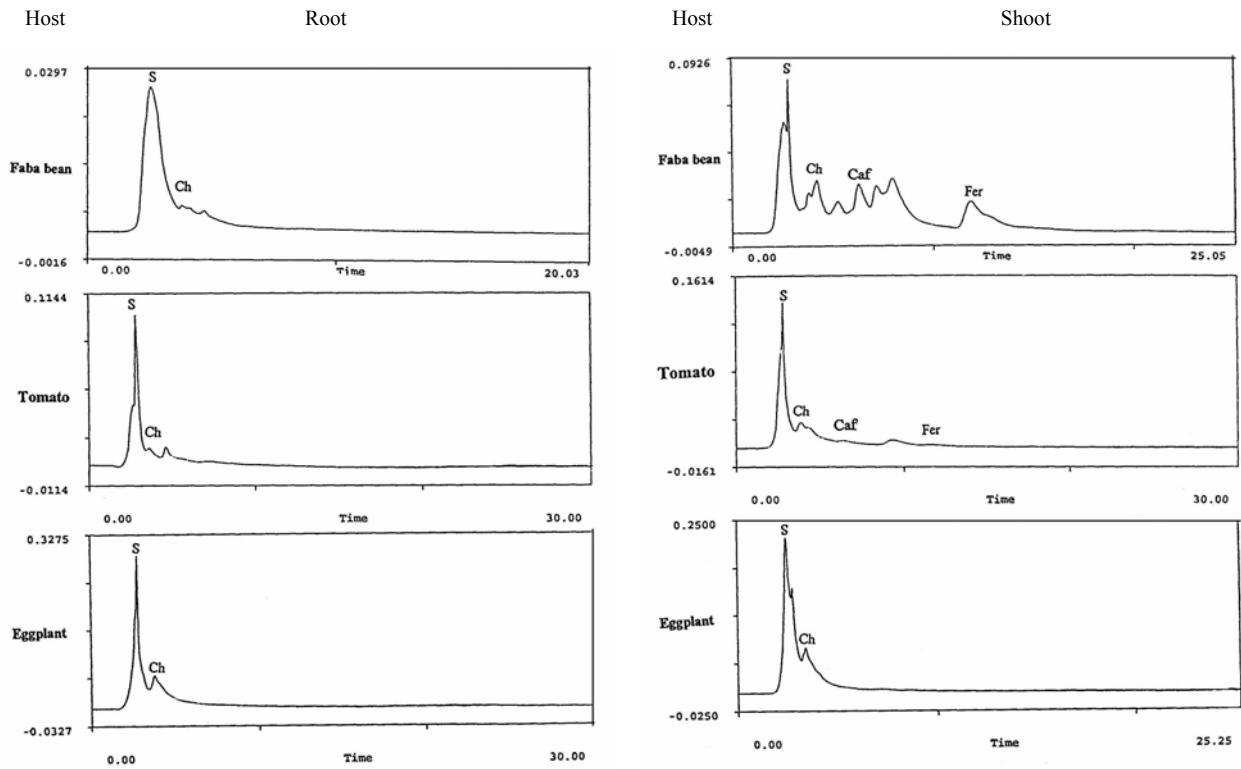 Host Root Host Shoot
0.0297
S
Faba bean
Ch
-0.0016
0.00 Time 20.03
0.0926
S
Faba bean
Ch Caf Fer
-0.0049
0.00 Time 25.05
0.1144
S
Tomato
Ch
-0.0114
0.00 Time 30.00
0.1614
S
Tomato
Ch Caf Fer
-0.0161
0.00 Time 30.00
0.3275
S
Eggplant
Ch
-0.0327
0.00 Time 30.00
0.2500
S
Eggplant
Ch
-0.0250
0.00 Time 25.25